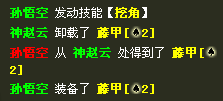 孙悟空 发动技能【挖角】
神赵云 卸载了 藤甲[♠2]
孙悟空 从 神赵云 处得到了 藤甲[♠
2]
孙悟空 装备了 藤甲[♠2]